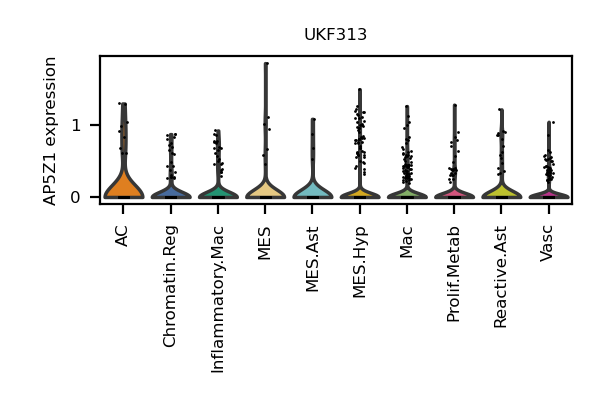 UKF313
AP5Z1 expression
1
0
AC
Chromatin.Reg
Inflammatory.Mac
MES
MES.Ast
MES.Hyp
Mac
Prolif.Metab
Reactive.Ast
Vasc